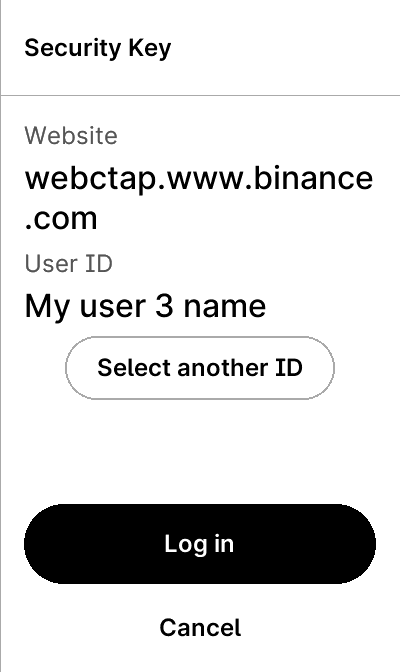 Security Key
Website
webctap.www.binance
.com
User ID
My user 3 name
Select another ID
Log in
Cancel